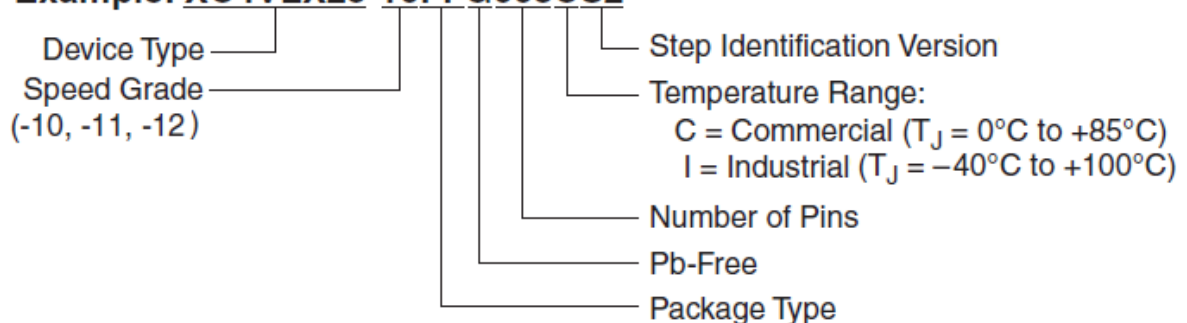 Device Type
Speed Grade
(-10, -11, -12)
Step Identification Version
Temperature Range:
C = Commercial (TJ = 0°C to +85°C)
I = Industrial (TJ = –40°C to +100°C)
Number of Pins
Pb-Free
Package Type